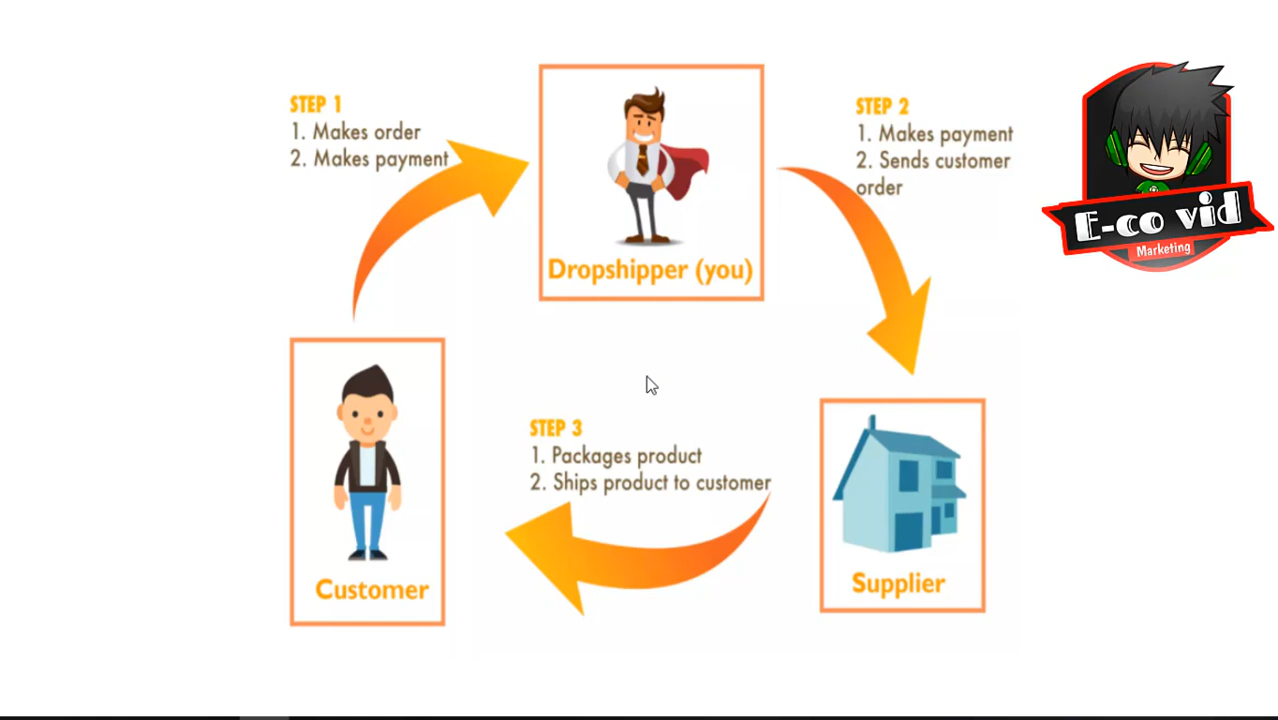 STEP 1
1. Makes order
2. Makes payment
Dropshipper (you)
STEP 2
1. Makes payment
2. Sends customer
order
E-co vid
Marketing
STEP 3
1. Packages product
2. Ships product to customer
Customer
Supplier